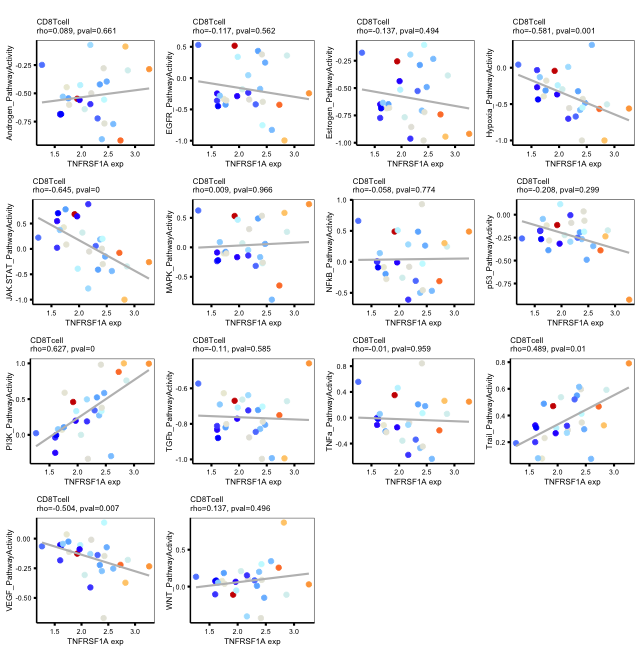 CD8Tcell
rho=0.089, pval=0.661
Androgen_PathwayActivity
-0.25
-0.50
-0.75
1.5 2.0 2.5 3.0
TNFRSF1A exp
CD8Tcell
rho=-0.117, pval=0.562
EGFR_PathwayActivity
0.5
0.0
-0.5
-1.0
1.5 2.0 2.5 3.0
TNFRSF1A exp
CD8Tcell
rho=-0.137, pval=0.494
Estrogen_PathwayActivity
-0.25
-0.50
-0.75
-1.00
1.5 2.0 2.5 3.0
TNFRSF1A exp
CD8Tcell
rho=-0.581, pval=0.001
Hypoxia_PathwayActivity
0.0
-0.5
-1.0
1.5 2.0 2.5 3.0
TNFRSF1A exp
CD8Tcell
rho=-0.645, pval=0
JAK.STAT_PathwayActivity
0.5
0.0
-0.5
-1.0
1.5 2.0 2.5 3.0
TNFRSF1A exp
CD8Tcell
rho=0.009, pval=0.966
MAPK_PathwayActivity
0.5
0.0
-0.5
1.5 2.0 2.5 3.0
TNFRSF1A exp
CD8Tcell
rho=-0.058, pval=0.774
NFkB_PathwayActivity
1.0
0.5
0.0
-0.5
1.5 2.0 2.5 3.0
TNFRSF1A exp
CD8Tcell
rho=-0.208, pval=0.299
p53_PathwayActivity
0.00
-0.25
-0.50
-0.75
1.5 2.0 2.5 3.0
TNFRSF1A exp
CD8Tcell
rho=0.627, pval=0
PI3K_PathwayActivity
1.0
0.5
0.0
1.5 2.0 2.5 3.0
TNFRSF1A exp
CD8Tcell
rho=-0.11, pval=0.585
TGFb_PathwayActivity
-0.6
-0.8
-1.0
1.5 2.0 2.5 3.0
TNFRSF1A exp
CD8Tcell
rho=-0.01, pval=0.959
TNFa_PathwayActivity
0.8
0.4
0.0
-0.4
1.5 2.0 2.5 3.0
TNFRSF1A exp
CD8Tcell
rho=0.489, pval=0.01
Trail_PathwayActivity
0.8
0.6
0.4
0.2
1.5 2.0 2.5 3.0
TNFRSF1A exp
CD8Tcell
rho=-0.504, pval=0.007
VEGF_PathwayActivity
0.00
-0.25
-0.50
1.5 2.0 2.5 3.0
TNFRSF1A exp
CD8Tcell
rho=0.137, pval=0.496
WNT_PathwayActivity
0.5
0.0
1.5 2.0 2.5 3.0
TNFRSF1A exp